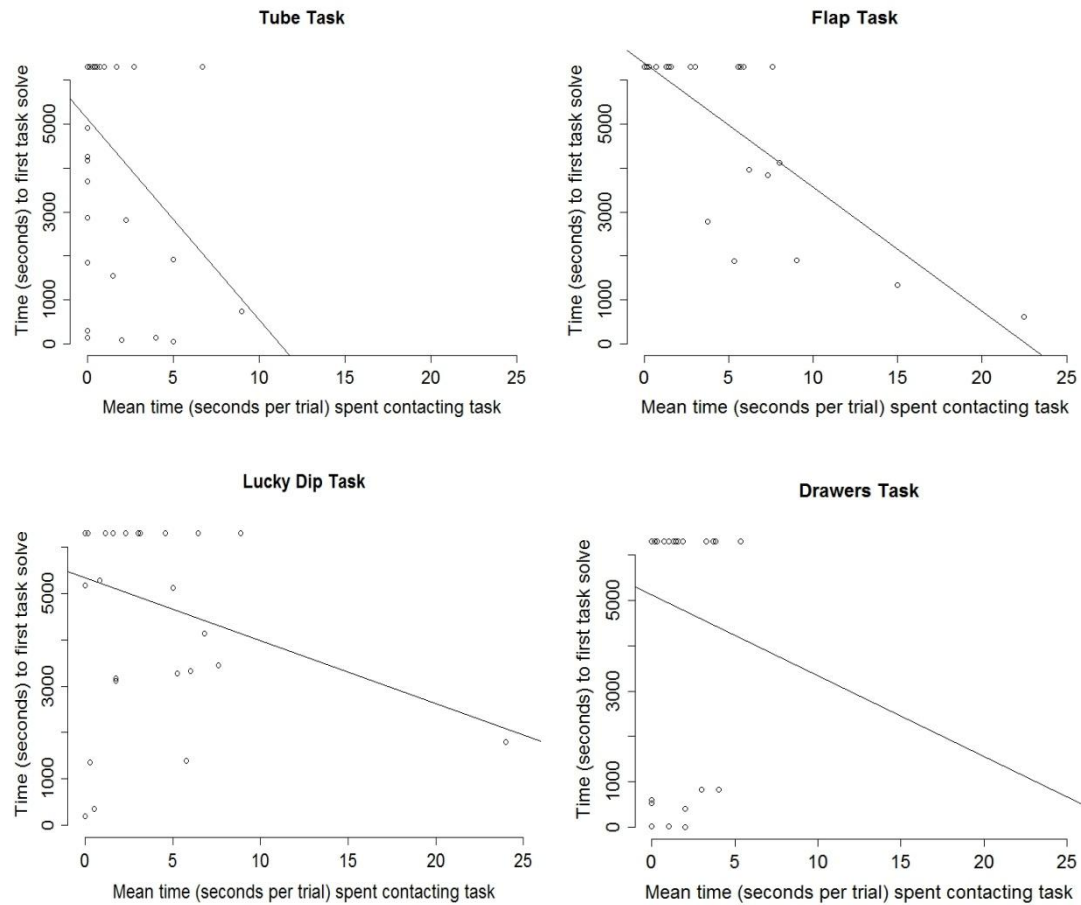 Tube Task
Time (seconds) to first task solve
5000
3000
1000
0
0 5 10 15 20 25
Mean time (seconds per trial) spent contacting task
Flap Task
Time (seconds) to first task solve
5000
3000
1000
0
0 5 10 15 20 25
Mean time (seconds per trial) spent contacting task
Lucky Dip Task
Time (seconds) to first task solve
5000
3000
1000
0
0 5 10 15 20 25
Mean time (seconds per trial) spent contacting task
Drawers Task
Time (seconds) to first task solve
5000
3000
1000
0
0 5 10 15 20 25
Mean time (seconds per trial) spent contacting task